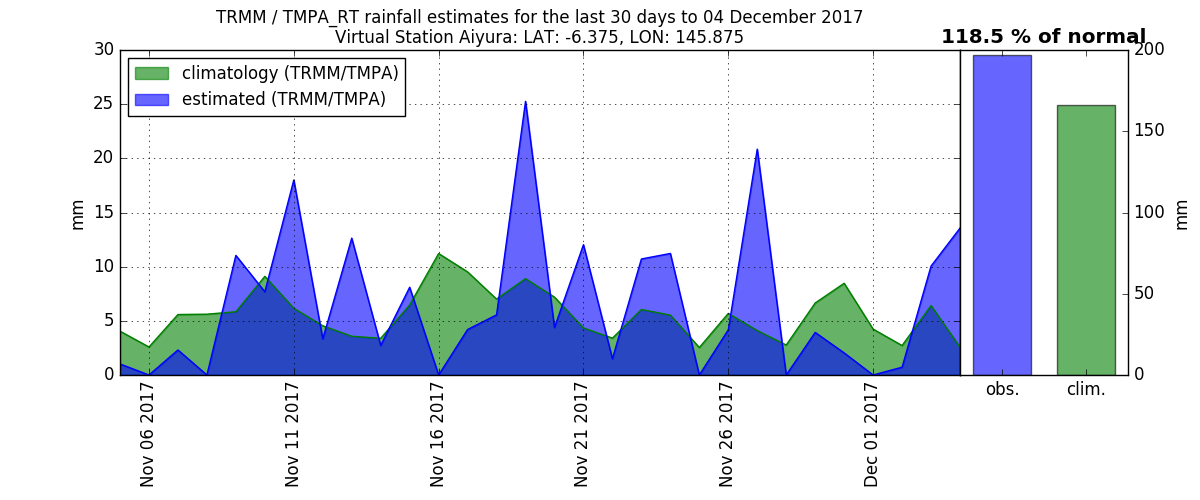 TRMM / TMPA_RT rainfall estimates for the last 30 days to 04 December 2017
Virtual Station Aiyura: LAT: -6.375, LON: 145.875
118.5 % of normal
climatology (TRMM/TMPA)
estimated (TRMM/TMPA)
30
25
20
15
10
5
0
mm
Nov 06 2017
Nov 11 2017
Nov 16 2017
Nov 21 2017
Nov 26 2017
Dec 01 2017
obs.
clim.
200
150
100
50
0
mm